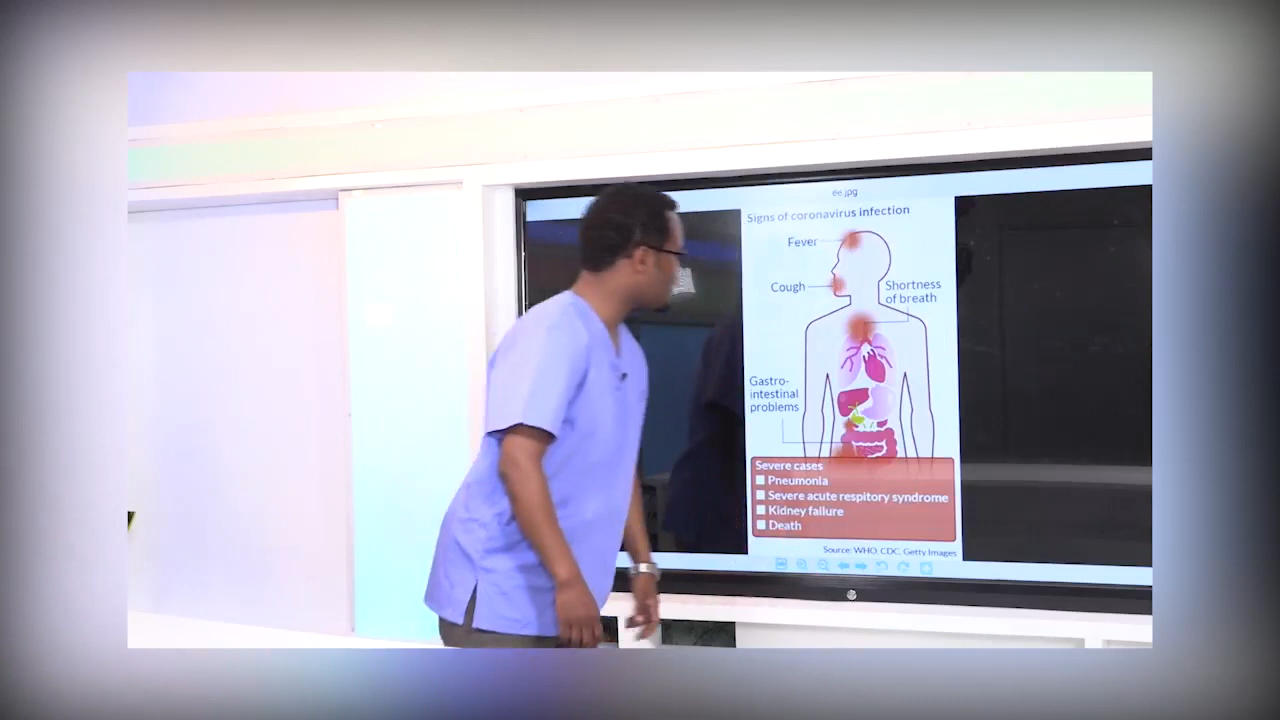 ee.jpg
Signs of coronavirus infection
Fever
Cough
Shortness
of breath
Gastro-
intestinal
problems
Severe cases
Pneumonia
Severe acute respitory syndrome
Kidney failure
Death
Source: WHO, CDC, Getty Images